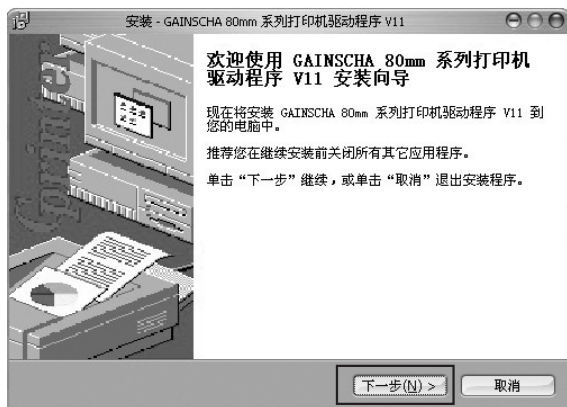 安装 - GAINSCHA 80mm 系列打印机驱动程序 V11
欢迎使用 GAINSCHA 80mm 系列打印机
驱动程序 V11 安装向导
现在将安装 GAINSCHA 80mm 系列打印机驱动程序 V11 到
您的电脑中。
推荐您在继续安装前关闭所有其它应用程序。
单击“下一步”继续，或单击“取消”退出安装程序。
下一步(N) >
取消